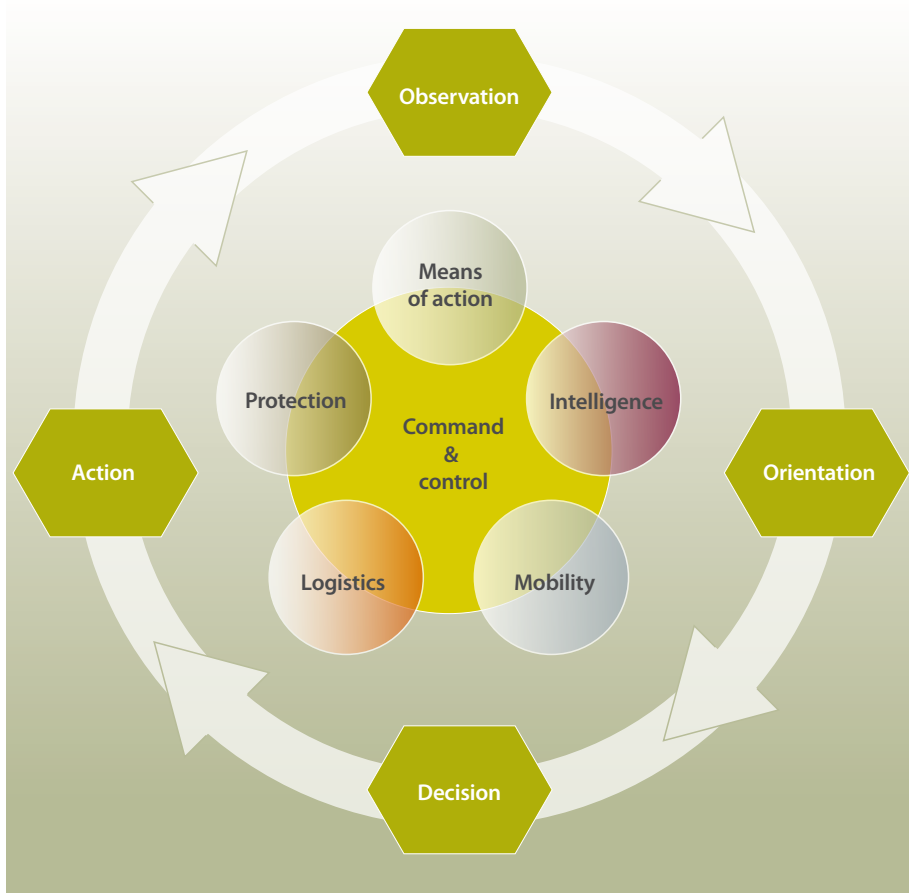 Observation
Means
of action
Protection
Intelligence
Command
&
control
Action
Orientation
Logistics
Mobility
Decision